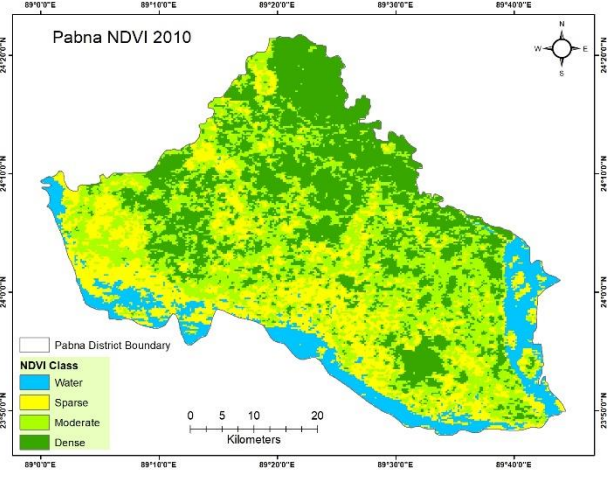 89°0'0"E 89°10'0"E 89°20'0"E 89°30'0"E 89°40'0"E
Pabna NDVI 2010
N
W E
S
24°20'0"N 24°20'0"N
24°10'0"N 24°10'0"N
24°0'0"N 24°0'0"N
23°50'0"N 23°50'0"N
Pabna District Boundary
NDVI Class
Water
Sparse
Moderate
Dense
0 5 10 20
Kilometers
89°0'0"E 89°10'0"E 89°20'0"E 89°30'0"E 89°40'0"E